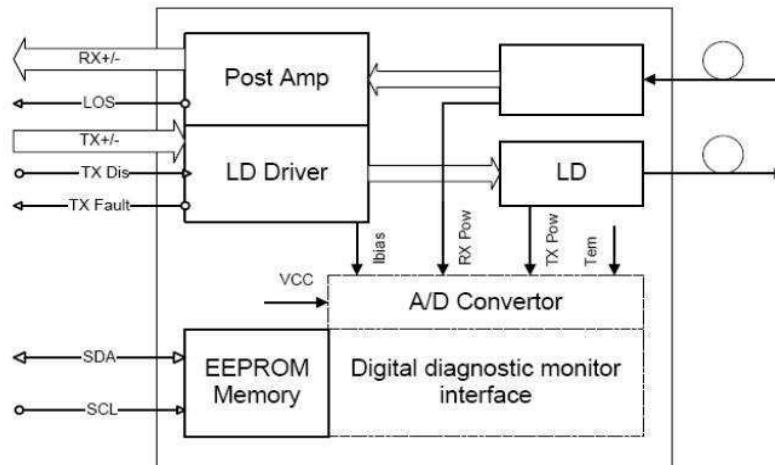 RX+/-
Post Amp
LOS
TX+/-
TX Dis
LD Driver
LD
TX Fault
Ibias
RX Pow
TX Pow
Tem
VCC
A/D Convertor
SDA
EEPROM
Memory
Digital diagnostic monitor
interface
SCL